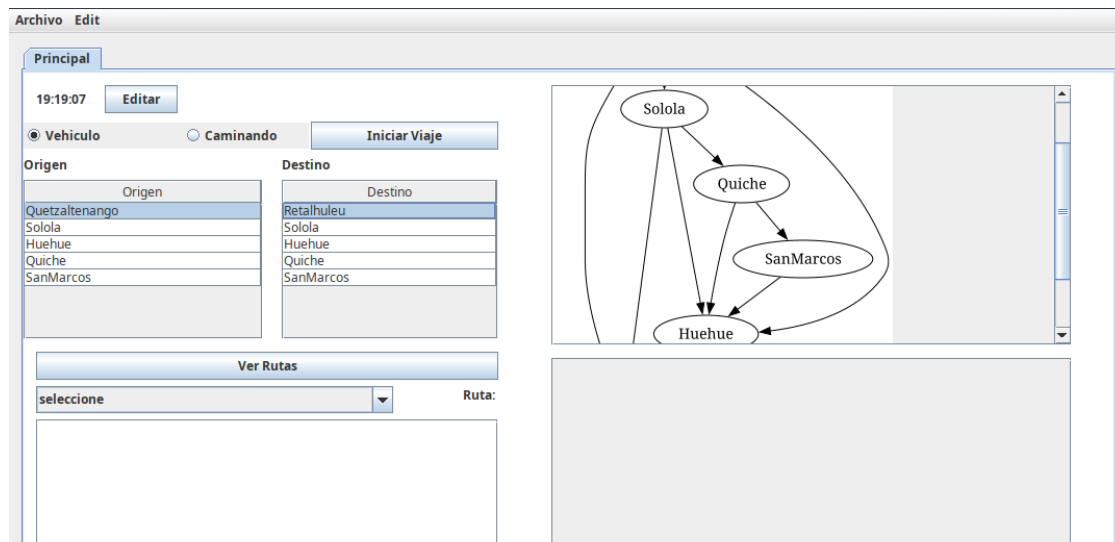 Archivo Edit
Principal
19:19:07 Editar
Vehiculo Caminando Iniciar Viaje
Origen Destino
Origen Destino
Quetzaltenango Retalhuleu
Solola Solola
Huehue Huehue
Quiche Quiche
SanMarcos SanMarcos
Ver Rutas
seleccione Ruta:
Solola
Quiche
SanMarcos
Huehue